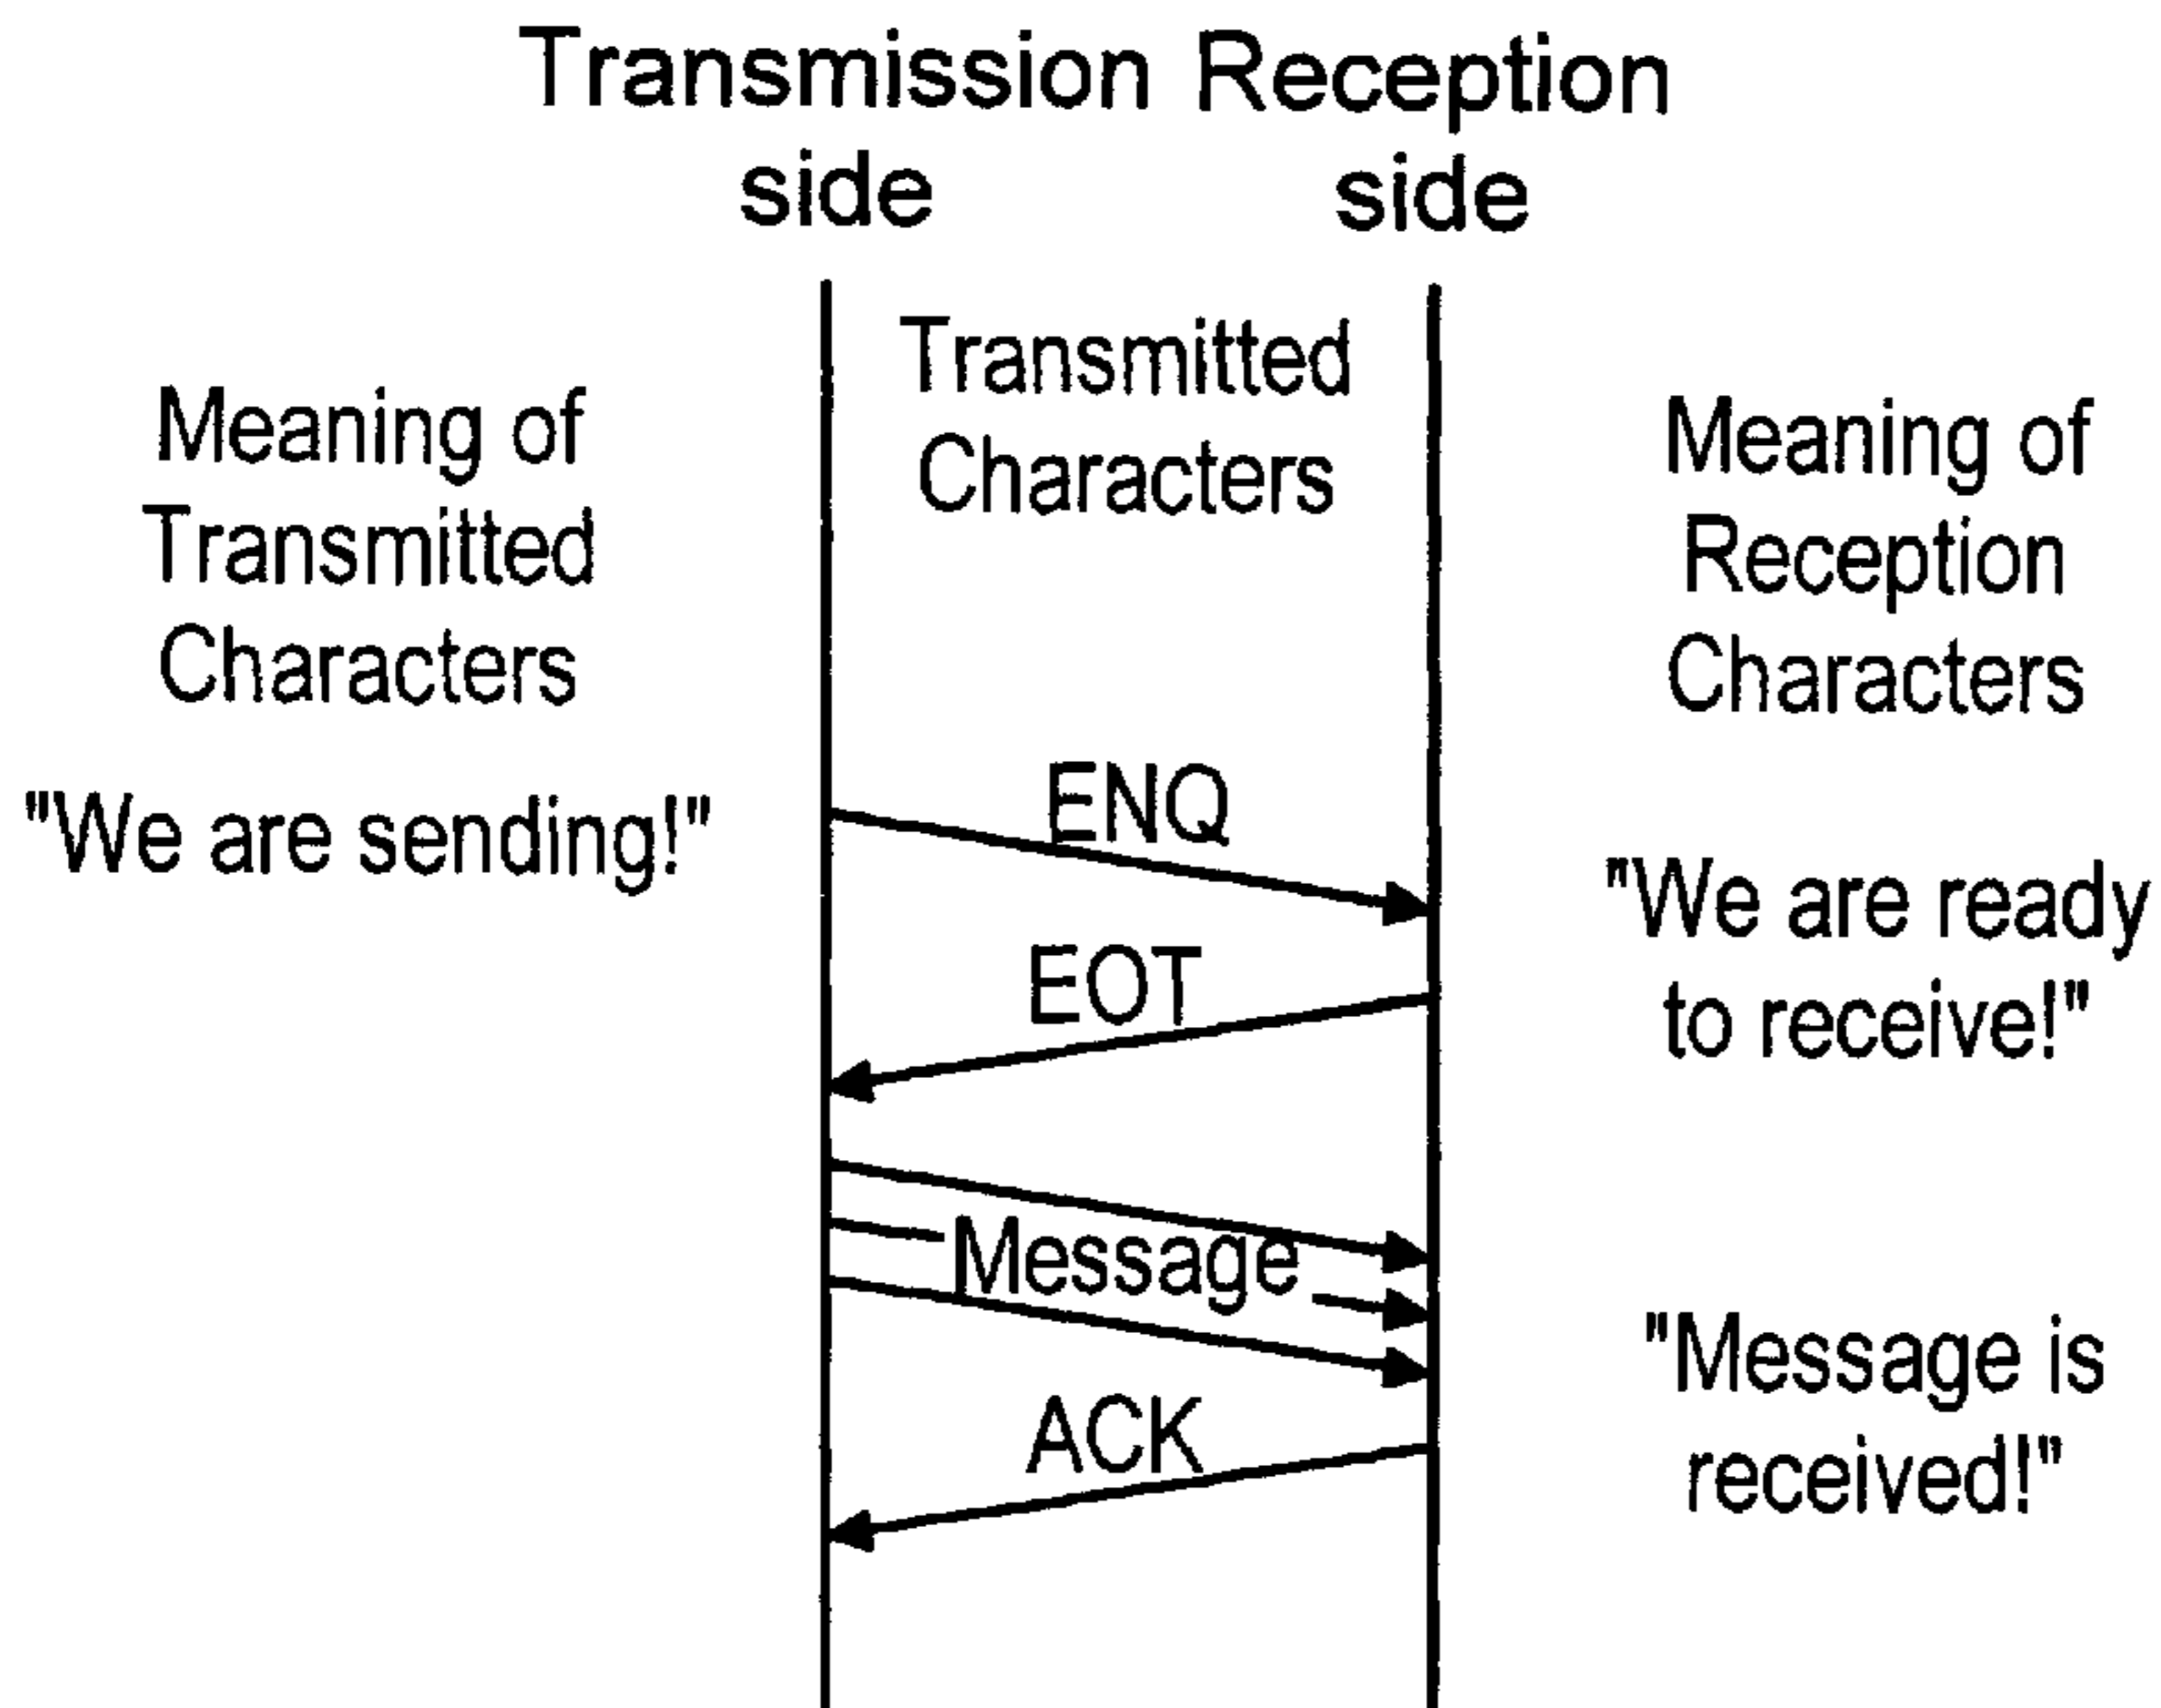 Transmission Reception
side side
Transmitted
Characters
Meaning of
Transmitted
Characters
Meaning of
Reception
Characters
"We are sending!"
ENQ
"We are ready
to receive!"
EOT
Message
"Message is
received!"
ACK